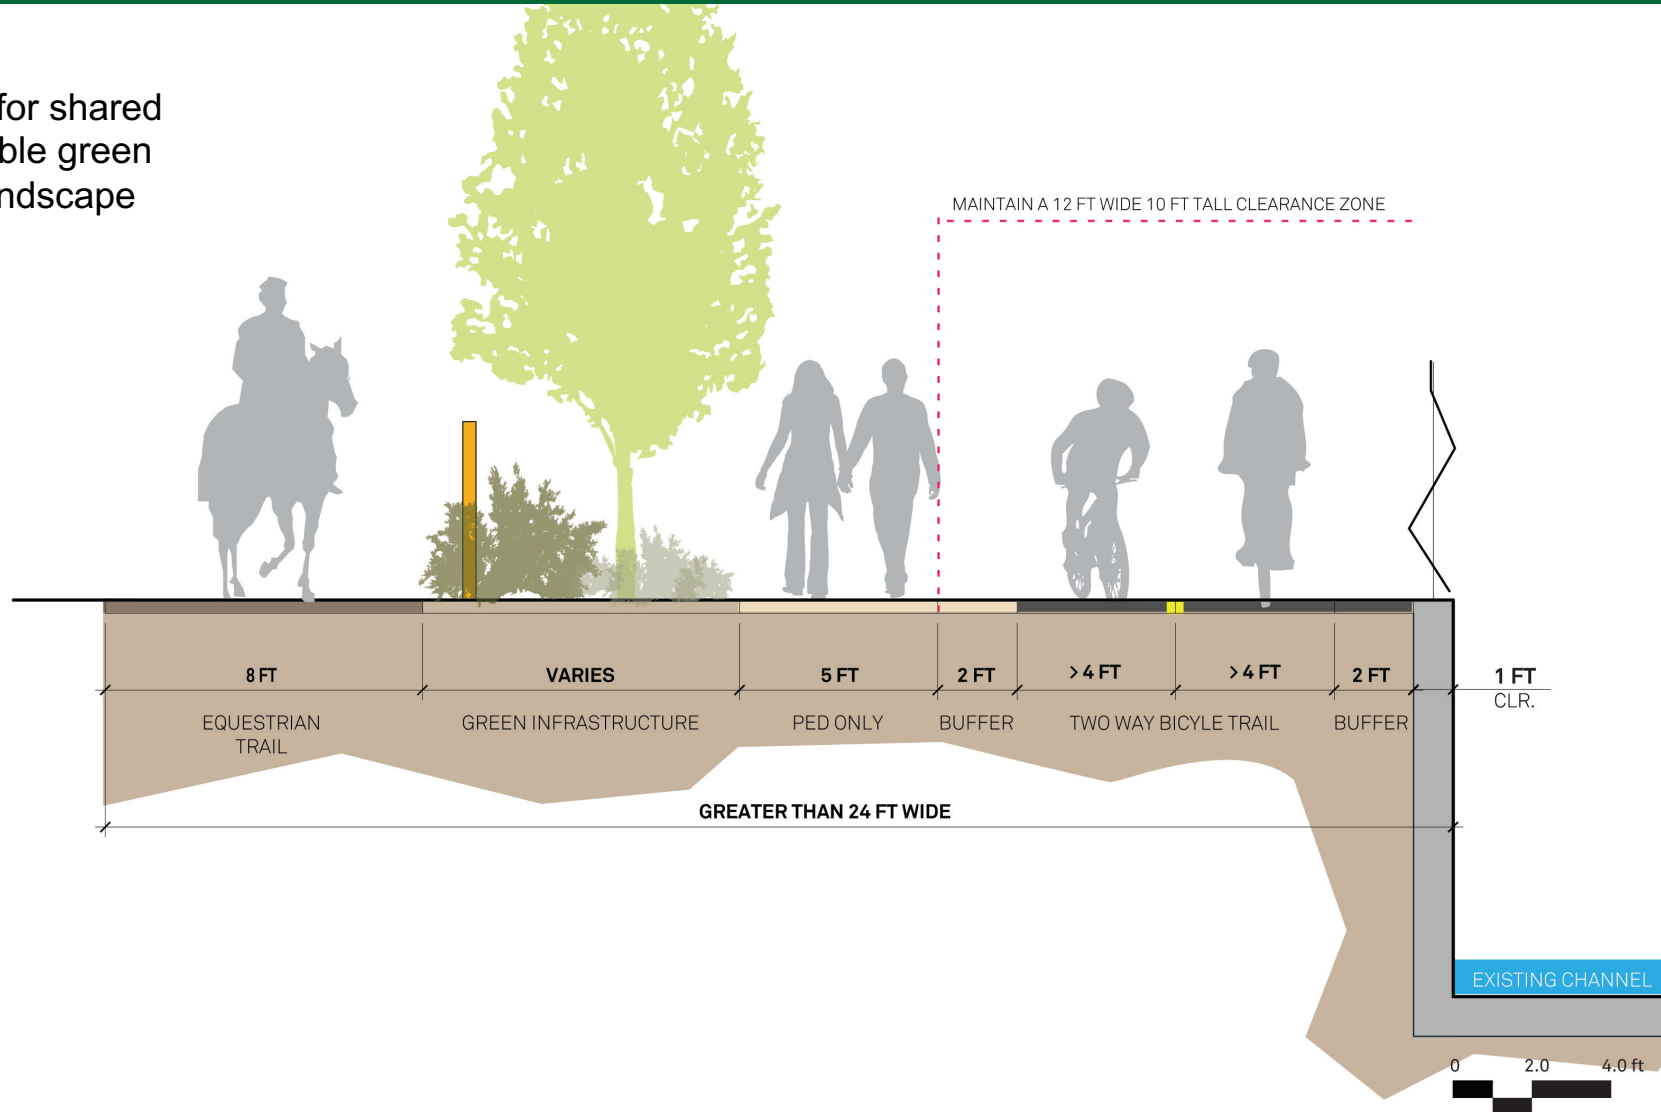 for shared
ble green
ndscape
MAINTAIN A 12 FT WIDE 10 FT TALL CLEARANCE ZONE
8 FT
VARIES
5 FT
2 FT
> 4 FT
> 4 FT
2 FT
1 FT
CLR.
EQUESTRIAN
TRAIL
GREEN INFRASTRUCTURE
PED ONLY
BUFFER
TWO WAY BICYLE TRAIL
BUFFER
GREATER THAN 24 FT WIDE
EXISTING CHANNEL
0 2.0 4.0 ft